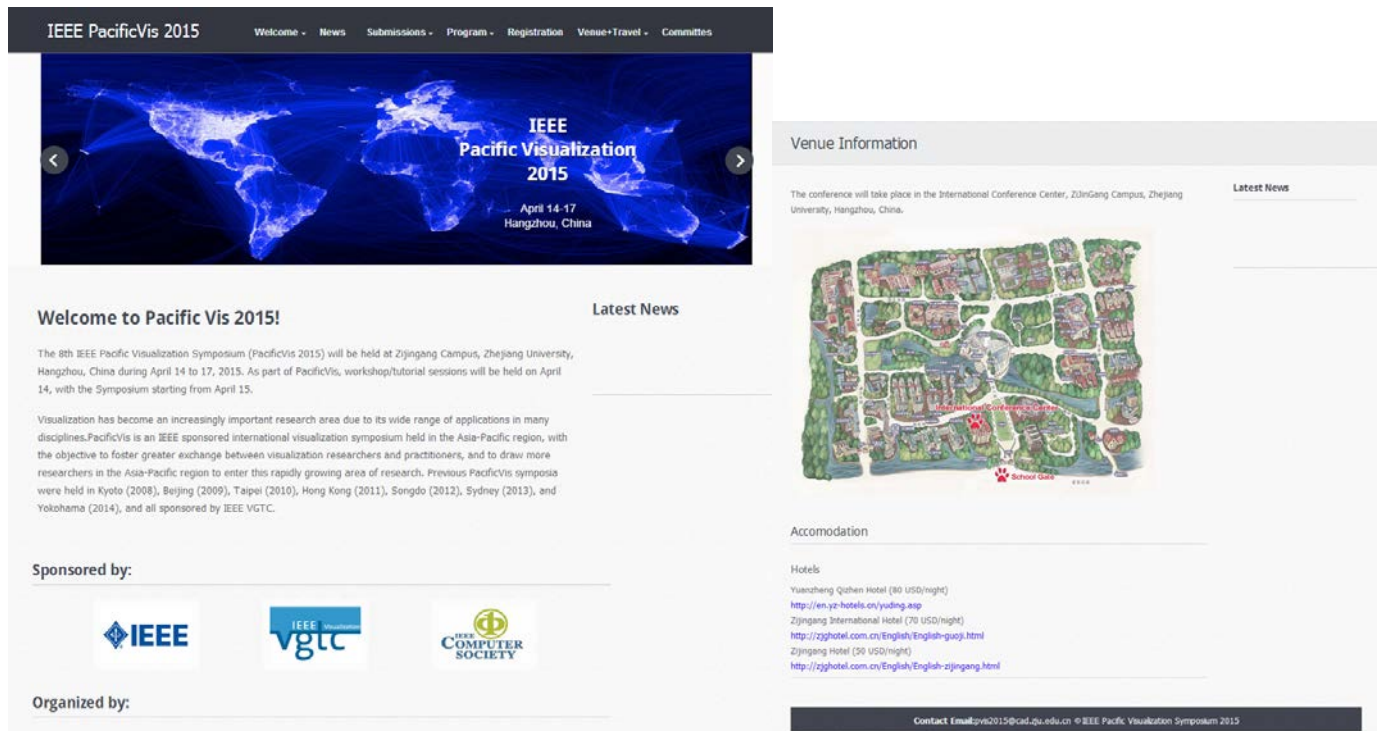 IEEE PacificVis 2015
Welcome
News
Submissions
Program
Registration
Venue+Travel
Committes
IEEE
Pacific Visualization
2015
April 14-17
Hangzhou, China
Welcome to Pacific Vis 2015!
The 8th IEEE Pacific Visualization Symposium (PacificVis 2015) will be held at Zijingang Campus, Zhejiang University,
Hangzhou, China during April 14 to 17, 2015. As part of PacificVis, workshop/tutorial sessions will be held on April
14, with the Symposium starting from April 15.
Visualization has become an increasingly important research area due to its wide range of applications in many
disciplines.PacificVis is an IEEE sponsored international visualization symposium held in the Asia-Pacific region, with
the objective to foster greater exchange between visualization researchers and practitioners, and to draw more
researchers in the Asia-Pacific region to enter this rapidly growing area of research. Previous PacificVis symposia
were held in Kyoto (2008), Beijing (2009), Taipei (2010), Hong Kong (2011), Songdo (2012), Sydney (2013), and
Yokohama (2014), and all sponsored by IEEE VGTC.
Latest News
Sponsored by:
IEEE
IEEE Visualization
vgtc
IEEE
COMPUTER
SOCIETY
Organized by:
Venue Information
The conference will take place in the International Conference Center, ZiJinGang Campus, Zhejiang
University, Hangzhou, China.
Latest News
International Conference Center
School Gate
Accomodation
Hotels
Yuanzheng Qizhen Hotel (80 USD/night)
http://en.yz-hotels.cn/yuding.asp
Zijingang International Hotel (70 USD/night)
http://zjghotel.com.cn/English/English-guoji.html
Zijingang Hotel (50 USD/night)
http://zjghotel.com.cn/English/English-zijingang.html
Contact Email:pvis2015@cad.zju.edu.cn © IEEE Pacific Visualization Symposium 2015